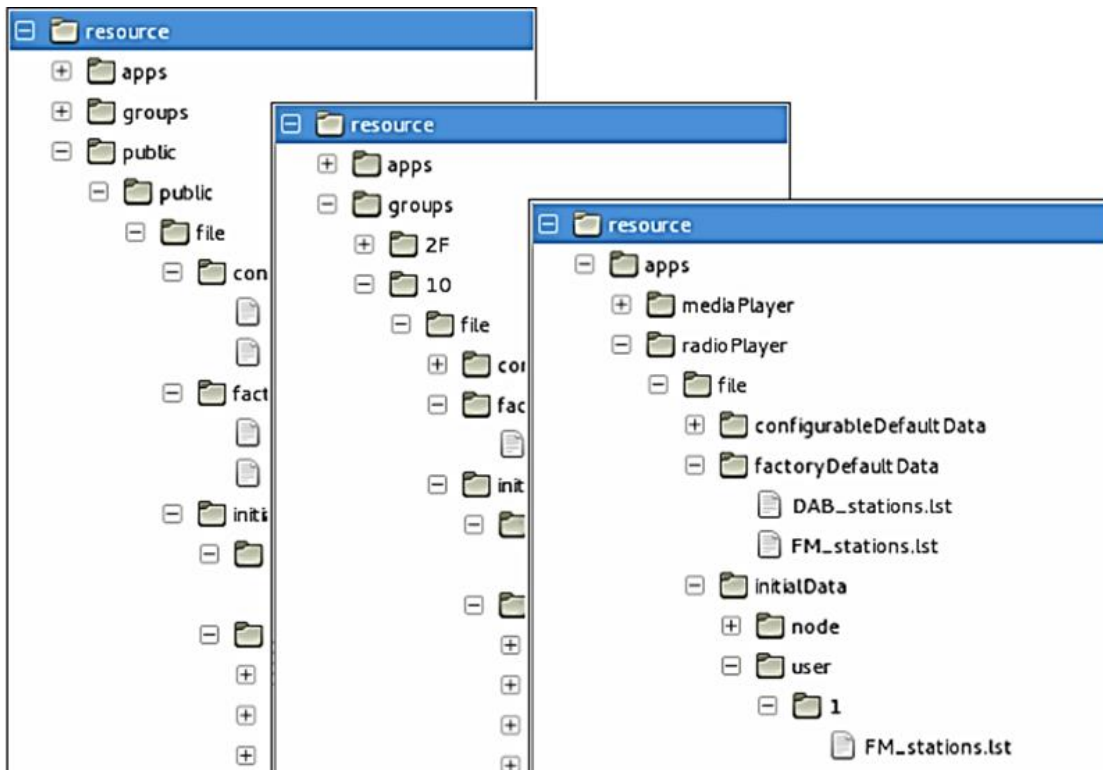 resource
apps
groups
public
public
file
resource
apps
groups
2F
10
file
resource
apps
mediaPlayer
radioPlayer
file
configurableDefaultData
factoryDefaultData
DAB_stations.lst
FM_stations.lst
initialData
node
user
1
FM_stations.lst